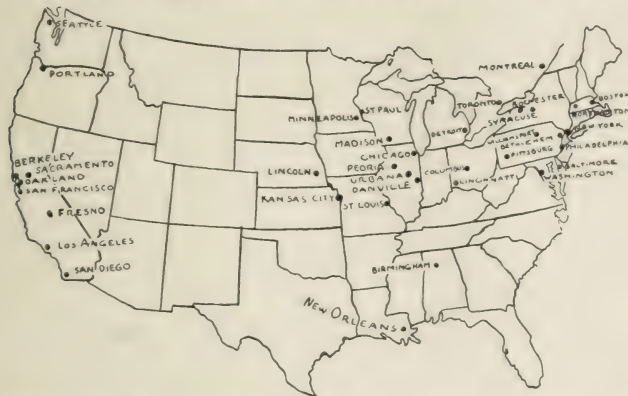 SEATTLE
PORTLAND
BERKELEY
SACRAMENTO
OAKLAND
SAN FRANCISCO
FRESNO
LOS ANGELES
SAN DIEGO
MINNEAPOLIS
ST PAUL
MADISON
CHICAGO
PEORIA
URBANA
DANVILLE
LINCOLN
KANSAS CITY
ST LOUIS
BIRMINGHAM
NEW ORLEANS
MONTREAL
TORONTO
ROCHESTER
SYRACUSE
DETROIT
BOSTON
NEW YORK
WILLIAMSPORT
BETHLEHEM
PITTSBURG
PHILADELPHIA
COLUMBUS
CINCINNATTI
BALTIMORE
WASHINGTON